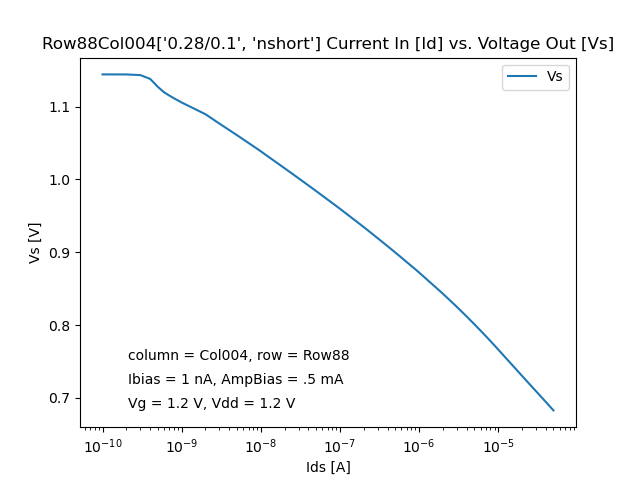 Row88Col004['0.28/0.1', 'nshort'] Current In [Id] vs. Voltage Out [Vs]
Vs
1.1
1.0
0.9
0.8
0.7
Vs [V]
column = Col004, row = Row88
Ibias = 1 nA, AmpBias = .5 mA
Vg = 1.2 V, Vdd = 1.2 V
10⁻¹⁰ 10⁻⁹ 10⁻⁸ 10⁻⁷ 10⁻⁶ 10⁻⁵
Ids [A]